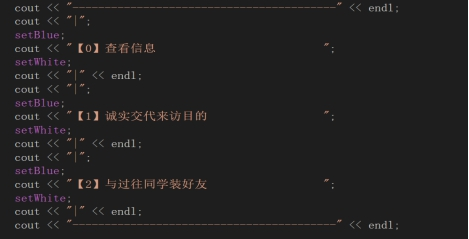 cout << "-----------------------------------------" << endl;
cout << "|";
setBlue;
cout << "【0】查看信息                         ";
setWhite;
cout << "|" << endl;
cout << "|";
setBlue;
cout << "【1】诚实交代来访目的                 ";
setWhite;
cout << "|" << endl;
cout << "|";
setBlue;
cout << "【2】与过往同学装好友                 ";
setWhite;
cout << "|" << endl;
cout << "-----------------------------------------" << endl;